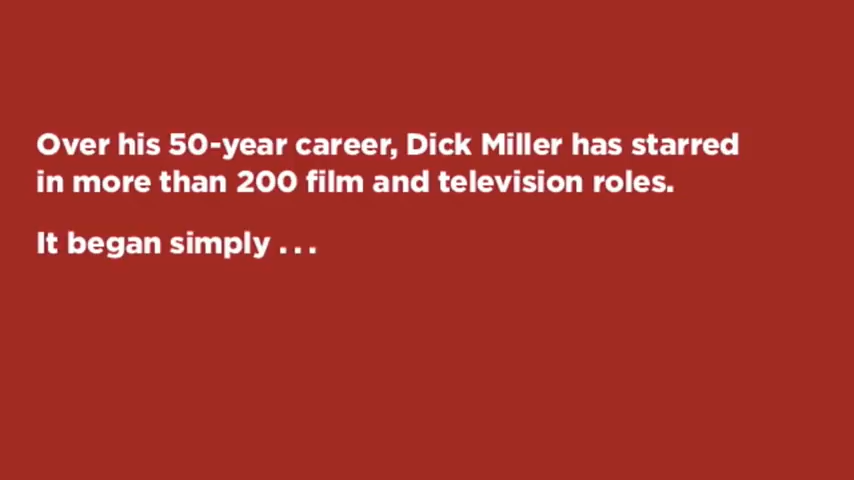 Over his 50-year career, Dick Miller has starred
in more than 200 film and television roles.
It began simply . . .